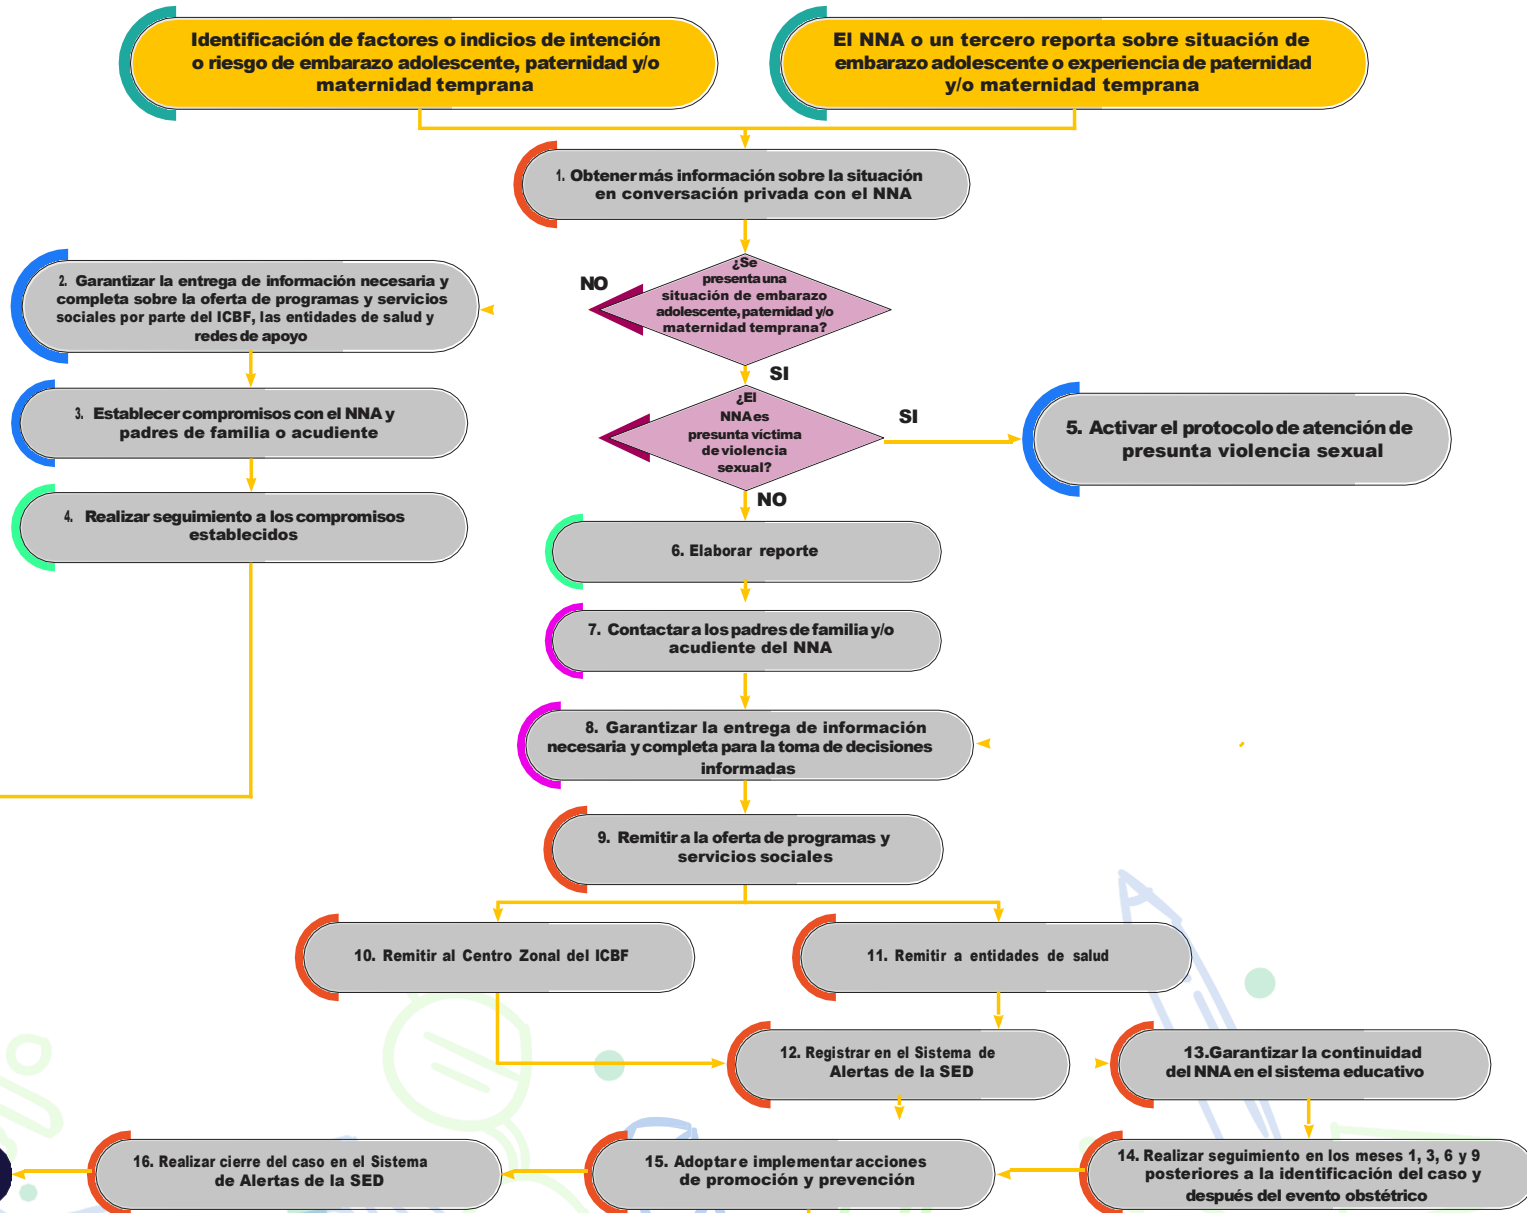 Identificación de factores o indicios de intención
o riesgo de embarazo adolescente, paternidad y/o
maternidad temprana
El NNA o un tercero reporta sobre situación de
embarazo adolescente o experiencia de paternidad
y/o maternidad temprana
1. Obtener más información sobre la situación
en conversación privada con el NNA
¿Se
presenta una
situación de embarazo
adolescente, paternidad y/o
maternidad temprana?
NO
SI
2. Garantizar la entrega de información necesaria y
completa sobre la oferta de programas y servicios
sociales por parte del ICBF, las entidades de salud y
redes de apoyo
3. Establecer compromisos con el NNA y
padres de familia o acudiente
4. Realizar seguimiento a los compromisos
establecidos
¿El
NNA es
presunta víctima
de violencia
sexual?
SI
NO
5. Activar el protocolo de atención de
presunta violencia sexual
6. Elaborar reporte
7. Contactar a los padres de familia y/o
acudiente del NNA
8. Garantizar la entrega de información
necesaria y completa para la toma de decisiones
informadas
9. Remitir a la oferta de programas y
servicios sociales
10. Remitir al Centro Zonal del ICBF
11. Remitir a entidades de salud
12. Registrar en el Sistema de
Alertas de la SED
13.Garantizar la continuidad
del NNA en el sistema educativo
14. Realizar seguimiento en los meses 1, 3, 6 y 9
posteriores a la identificación del caso y
después del evento obstétrico
15. Adoptar e implementar acciones
de promoción y prevención
16. Realizar cierre del caso en el Sistema
de Alertas de la SED